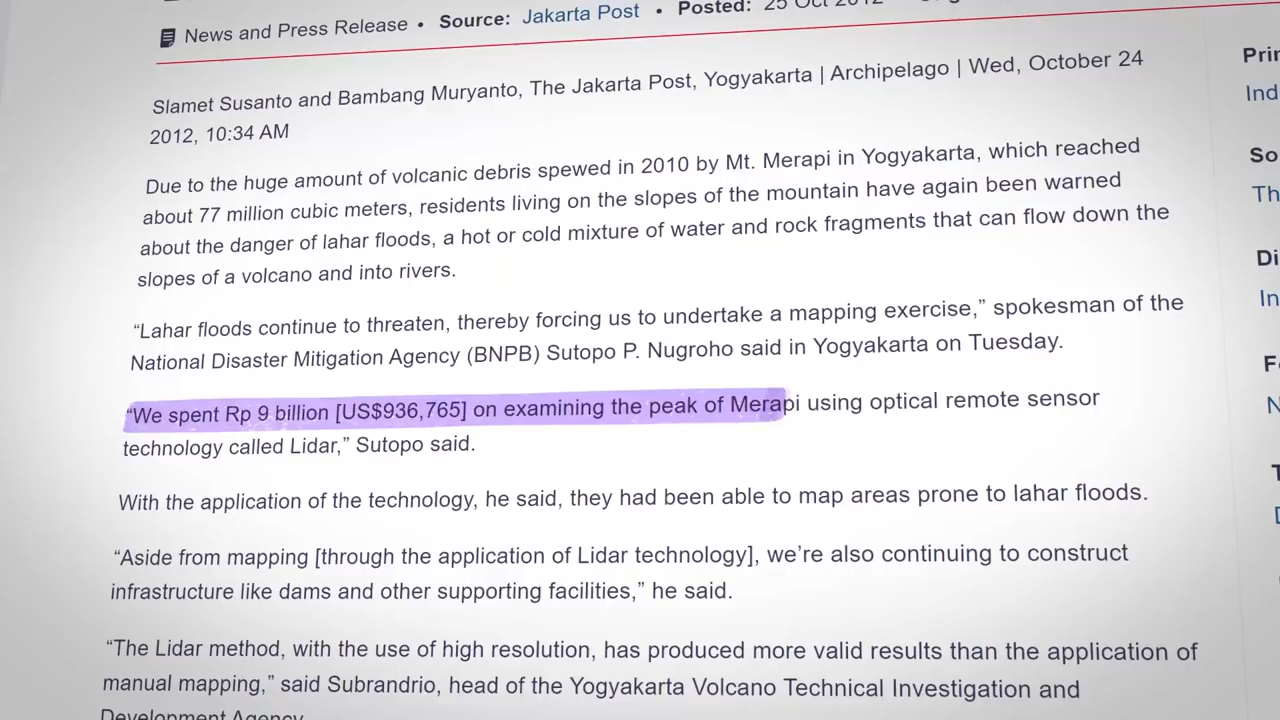 News and Press Release • Source: Jakarta Post • Posted: 25 Oct 2012
Slamet Susanto and Bambang Muryanto, The Jakarta Post, Yogyakarta | Archipelago | Wed, October 24
2012, 10:34 AM
Due to the huge amount of volcanic debris spewed in 2010 by Mt. Merapi in Yogyakarta, which reached
about 77 million cubic meters, residents living on the slopes of the mountain have again been warned
about the danger of lahar floods, a hot or cold mixture of water and rock fragments that can flow down the
slopes of a volcano and into rivers.
“Lahar floods continue to threaten, thereby forcing us to undertake a mapping exercise,” spokesman of the
National Disaster Mitigation Agency (BNPB) Sutopo P. Nugroho said in Yogyakarta on Tuesday.
“We spent Rp 9 billion [US$936,765] on examining the peak of Merapi using optical remote sensor
technology called Lidar,” Sutopo said.
With the application of the technology, he said, they had been able to map areas prone to lahar floods.
“Aside from mapping [through the application of Lidar technology], we’re also continuing to construct
infrastructure like dams and other supporting facilities,” he said.
“The Lidar method, with the use of high resolution, has produced more valid results than the application of
manual mapping,” said Subrandrio, head of the Yogyakarta Volcano Technical Investigation and
Development Agency
Pri
Ind
So
Th
Di
In
F
N
T